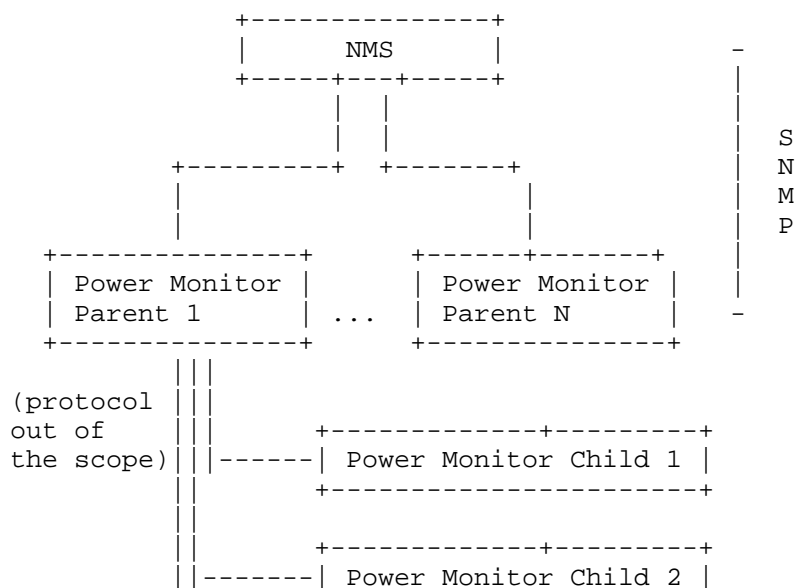 NMS
S
N
M
P
Power Monitor Power Monitor
Parent 1 ... Parent N
(protocol
out of
the scope)
Power Monitor Child 1
Power Monitor Child 2